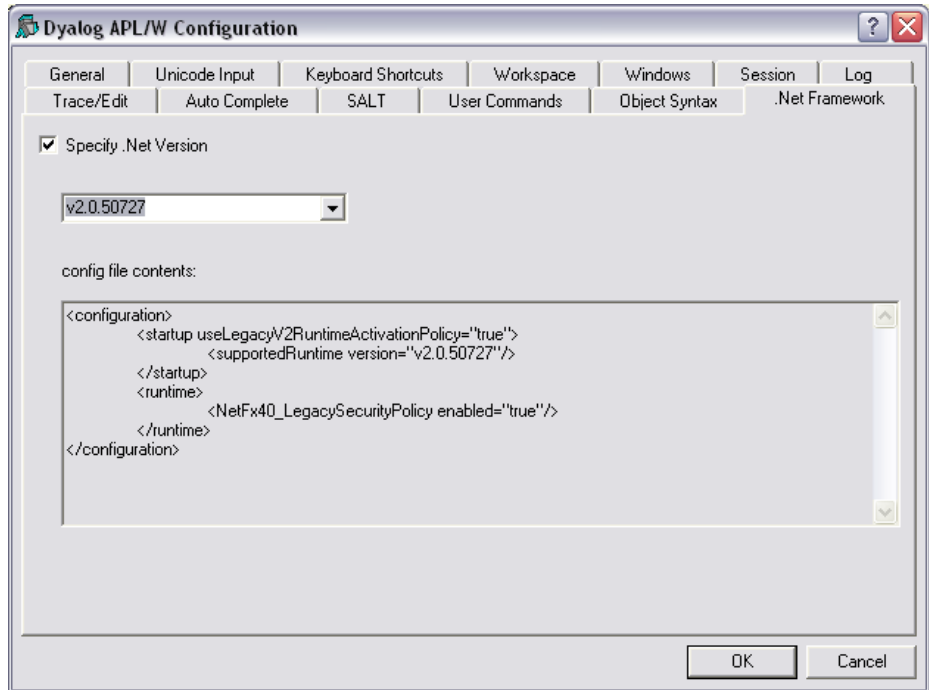 Dyalog APL/W Configuration
General Unicode Input Keyboard Shortcuts Workspace Windows Session Log
Trace/Edit Auto Complete SALT User Commands Object Syntax .Net Framework
Specify .Net Version
v2.0.50727
config file contents:
<configuration>
<startup useLegacyV2RuntimeActivationPolicy="true">
<supportedRuntime version="v2.0.50727"/>
</startup>
<runtime>
<NetFx40_LegacySecurityPolicy enabled="true"/>
</runtime>
</configuration>
OK Cancel